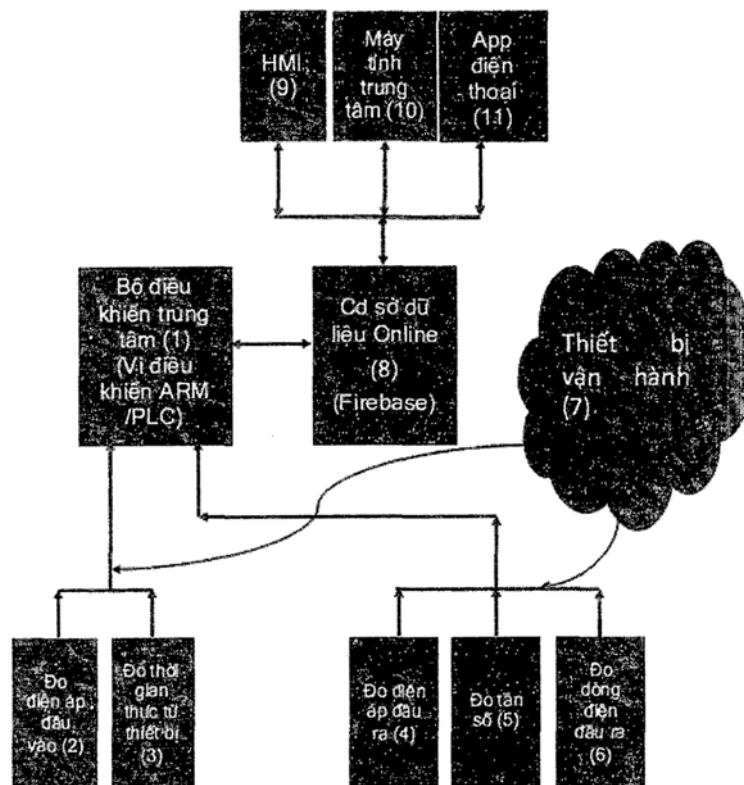 HMI
(9)
Máy
tính
trung
tâm (10)
App
điện
thoại
(11)
Bộ điều
khiển trung
tâm (1)
(Vi điều
khiển ARM
/PLC)
Cơ sở dữ
liệu Online
(8)
(Firebase)
Thiết bị
vận hành
(7)
Đo
điện áp
đầu
vào (2)
Đo thời
gian
thực từ
thiết bị
(3)
Đo điện
áp đầu
ra (4)
Đo tần
số (5)
Đo
dòng
điện
đầu ra
(6)